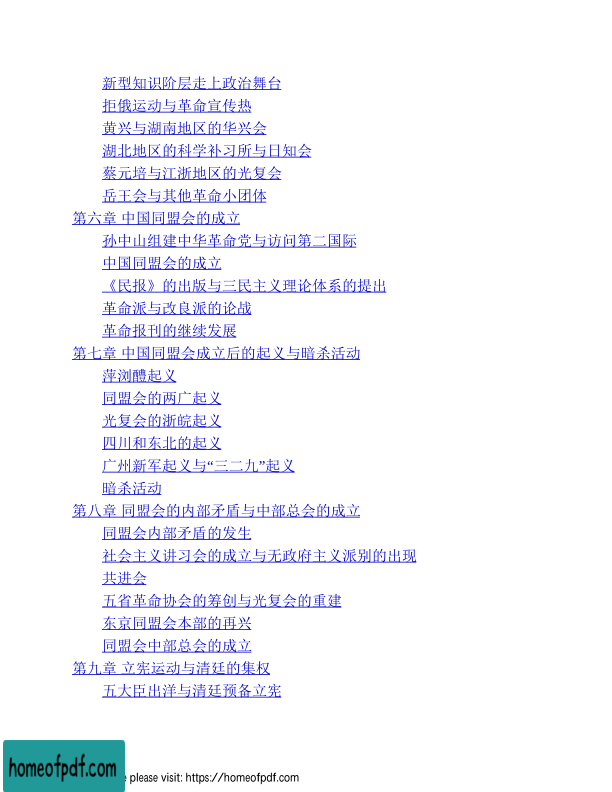 新型知识阶层走上政治舞台
拒俄运动与革命宣传热
黄兴与湖南地区的华兴会
湖北地区的科学补习所与日知会
蔡元培与江浙地区的光复会
岳王会与其他革命小团体
第六章 中国同盟会的成立
孙中山组建中华革命党与访问第二国际
中国同盟会的成立
《民报》的出版与三民主义理论体系的提出
革命派与改良派的论战
革命报刊的继续发展
第七章 中国同盟会成立后的起义与暗杀活动
萍浏醴起义
同盟会的两广起义
光复会的浙皖起义
四川和东北的起义
广州新军起义与“三二九”起义
暗杀活动
第八章 同盟会的内部矛盾与中部总会的成立
同盟会内部矛盾的发生
社会主义讲习会的成立与无政府主义派别的出现
共进会
五省革命协会的筹创与光复会的重建
东京同盟会本部的再兴
同盟会中部总会的成立
第九章 立宪运动与清廷的集权
五大臣出洋与清廷预备立宪
homeofpdf.com
e please visit: https://homeofpdf.com